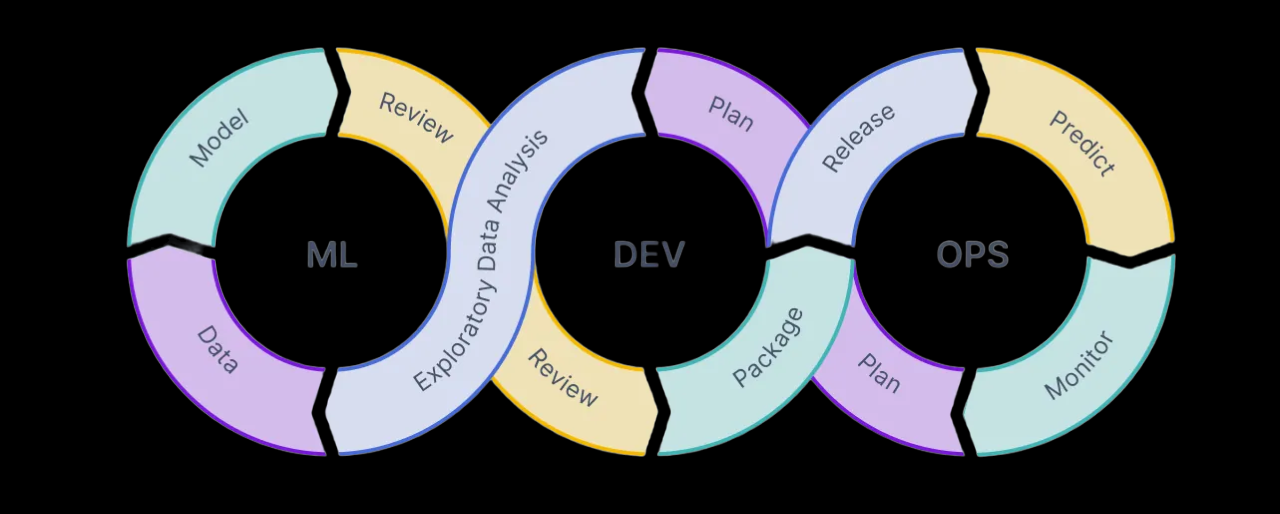 Model
Review
Exploratory Data Analysis
Data
ML
Plan
Review
Package
DEV
Release
Predict
Plan
Monitor
OPS